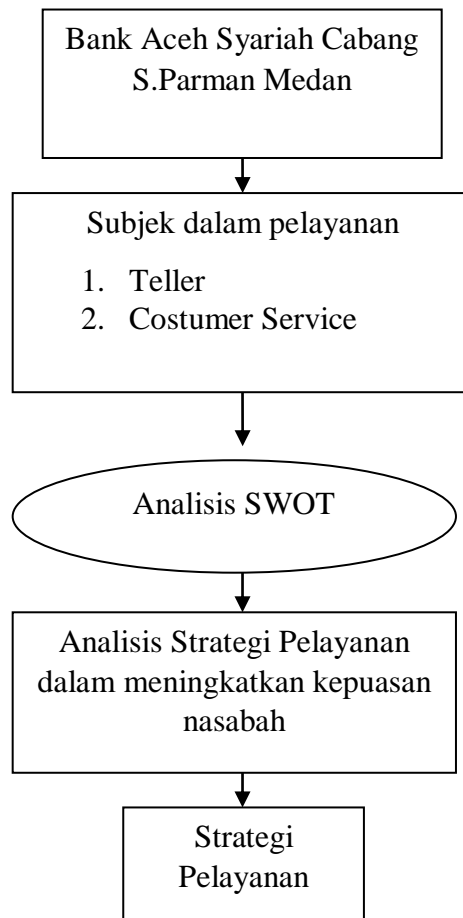 Bank Aceh Syariah Cabang
S.Parman Medan
Subjek dalam pelayanan
1. Teller
2. Costumer Service
Analisis SWOT
Analisis Strategi Pelayanan
dalam meningkatkan kepuasan
nasabah
Strategi
Pelayanan